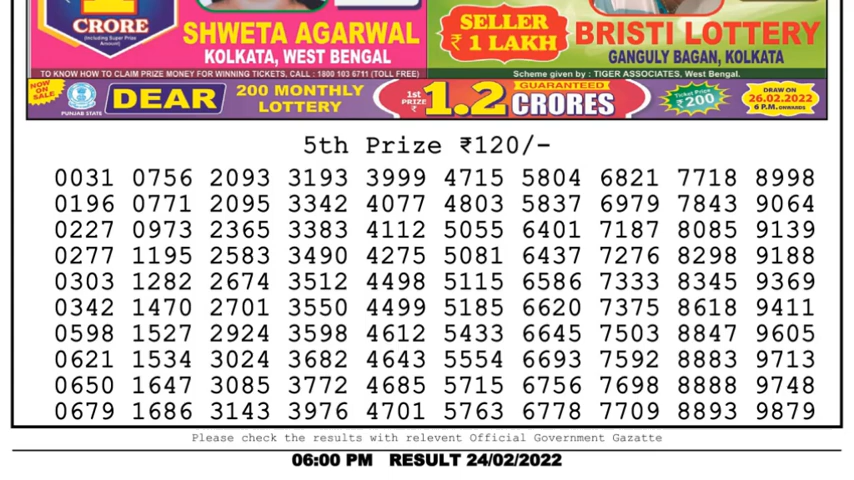 1
CRORE
(Including Super Prize Amount)
SHWETA AGARWAL
KOLKATA, WEST BENGAL
SELLER
₹ 1 LAKH
BRISTI LOTTERY
GANGULY BAGAN, KOLKATA
TO KNOW HOW TO CLAIM PRIZE MONEY FOR WINNING TICKETS, CALL : 1800 103 6711 (TOLL FREE)
Scheme given by : TIGER ASSOCIATES, West Bengal.
NOW ON SALE
PUNJAB STATE
DEAR
200 MONTHLY
LOTTERY
1st PRIZE ₹
1.2
GUARANTEED
CRORES
Ticket Price
₹200
DRAW ON
26.02.2022
6 P.M. ONWARDS
5th Prize ₹120/-
0031 0756 2093 3193 3999 4715 5804 6821 7718 8998
0196 0771 2095 3342 4077 4803 5837 6979 7843 9064
0227 0973 2365 3383 4112 5055 6401 7187 8085 9139
0277 1195 2583 3490 4275 5081 6437 7276 8298 9188
0303 1282 2674 3512 4498 5115 6586 7333 8345 9369
0342 1470 2701 3550 4499 5185 6620 7375 8618 9411
0598 1527 2924 3598 4612 5433 6645 7503 8847 9605
0621 1534 3024 3682 4643 5554 6693 7592 8883 9713
0650 1647 3085 3772 4685 5715 6756 7698 8888 9748
0679 1686 3143 3976 4701 5763 6778 7709 8893 9879
Please check the results with relevent Official Government Gazatte
06:00 PM RESULT 24/02/2022